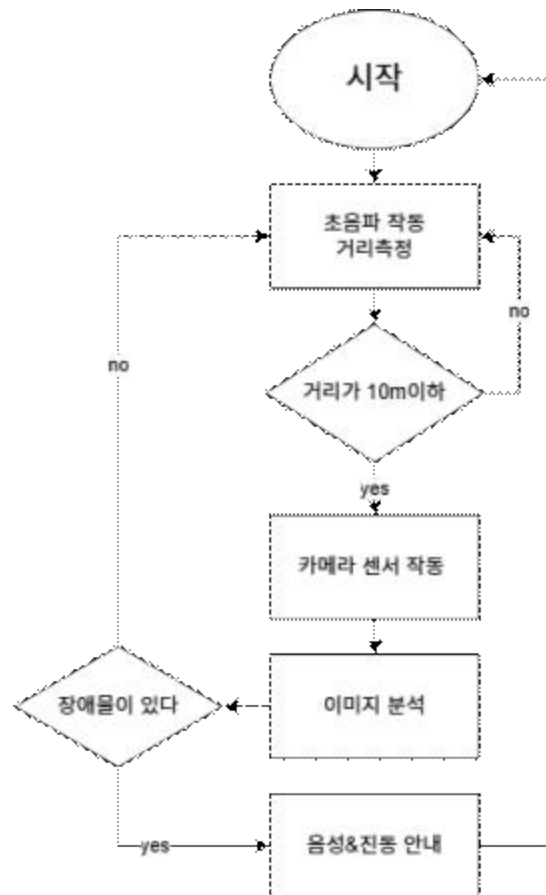 시작
초음파 작동
거리측정
no
거리가 10m이하
no
yes
카메라 센서 작동
이미지 분석
장애물이 있다
yes
음성&진동 안내